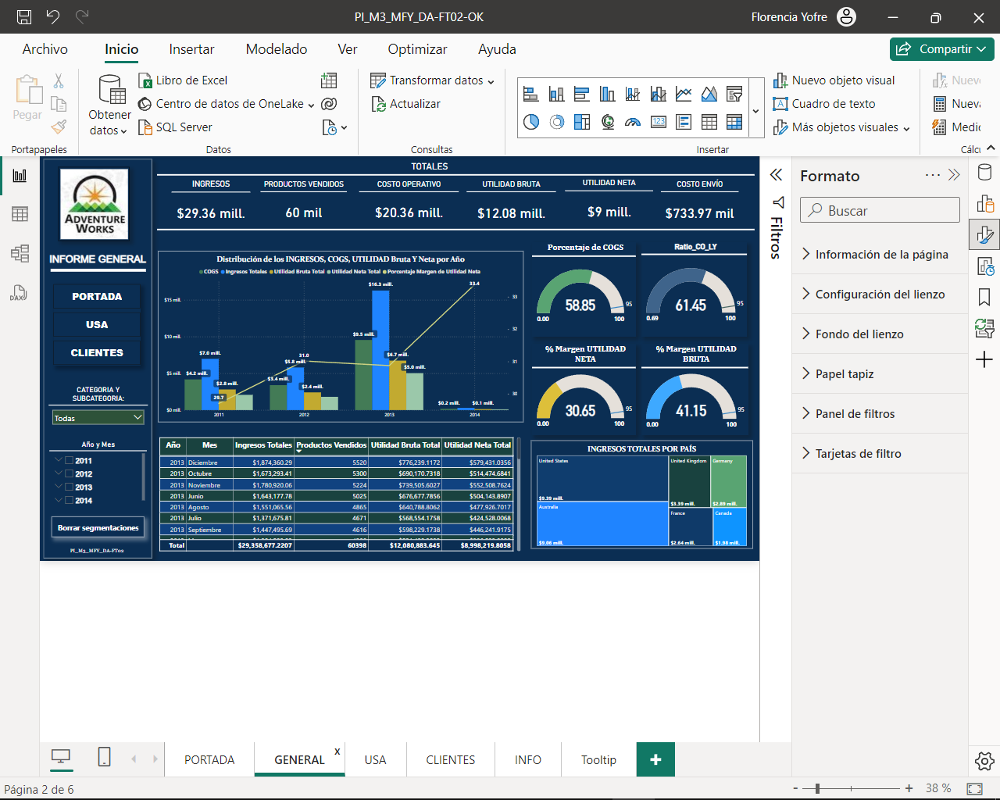 PI_M3_MFY_DA-FT02-OK
Florencia Yofre
Archivo Inicio Insertar Modelado Ver Optimizar Ayuda
Compartir
Pegar
Portapapeles
Obtener datos
Libro de Excel
Centro de datos de OneLake
SQL Server
Datos
Transformar datos
Actualizar
Consultas
123
Insertar
Nuevo objeto visual
Cuadro de texto
Más objetos visuales
Nuev
Nueva
Medic
Cálcu
DAX
ADVENTURE
WORKS
INFORME GENERAL
PORTADA
USA
CLIENTES
CATEGORIA Y
SUBCATEGORIA:
Todas
Año y Mes
2011
2012
2013
2014
Borrar segmentaciones
PI_M3_MFY_DA-FT02
TOTALES
INGRESOS PRODUCTOS VENDIDOS COSTO OPERATIVO UTILIDAD BRUTA UTILIDAD NETA COSTO ENVÍO
$29.36 mill. 60 mil $20.36 mill. $12.08 mill. $9 mill. $733.97 mil
Distribución de los INGRESOS, COGS, UTILIDAD Bruta Y Neta por Año
COGS Ingresos Totales Utilidad Bruta Total Utilidad Neta Total Porcentaje Margen de Utilidad Neta
$15 mill.
$10 mill.
$5 mill.
$0 mill.
$4.2 mill.
$7.0 mill.
$2.8 mill.
29.7
$3.4 mill.
$5.8 mill.
31.0
$2.4 mill.
$9.5 mill.
$16.3 mill.
$6.7 mill.
$5.0 mill.
$0.2 mill.
$0.1 mill.
33.4
33
32
31
30
2011 2012 2013 2014
Porcentaje de COGS
58.85
0.00 100
95
Ratio_CO_LY
61.45
0.69 100
95
% Margen UTILIDAD
NETA
30.65
0.00 100
95
% Margen UTILIDAD
BRUTA
41.15
0.00 100
95
Año Mes Ingresos Totales Productos Vendidos Utilidad Bruta Total Utilidad Neta Total
2013 Diciembre $1,874,360.29 5520 $776,239.1172 $579,431.0356
2013 Octubre $1,673,293.41 5300 $690,170.7318 $514,474.6841
2013 Noviembre $1,780,920.06 5224 $739,505.6027 $552,508.7624
2013 Junio $1,643,177.78 5025 $676,677.7856 $504,143.8907
2013 Agosto $1,551,065.56 4865 $640,788.8062 $477,926.7017
2013 Julio $1,371,675.81 4671 $568,554.1758 $424,528.0068
2013 Septiembre $1,447,495.69 4616 $598,229.1738 $446,241.9175
Total $29,358,677.2207 60398 $12,080,883.645 $8,998,219.8058
INGRESOS TOTALES POR PAÍS
United States
$9.39 mill.
Australia
$9.06 mill.
United Kingdom
$3.39 mill.
Germany
$2.89 mill.
France
$2.64 mill.
Canada
$1.98 mill.
Filtros
Formato
Buscar
Información de la página
Configuración del lienzo
Fondo del lienzo
Papel tapiz
Panel de filtros
Tarjetas de filtro
PORTADA GENERAL x USA CLIENTES INFO Tooltip +
Página 2 de 6
- + 38 %